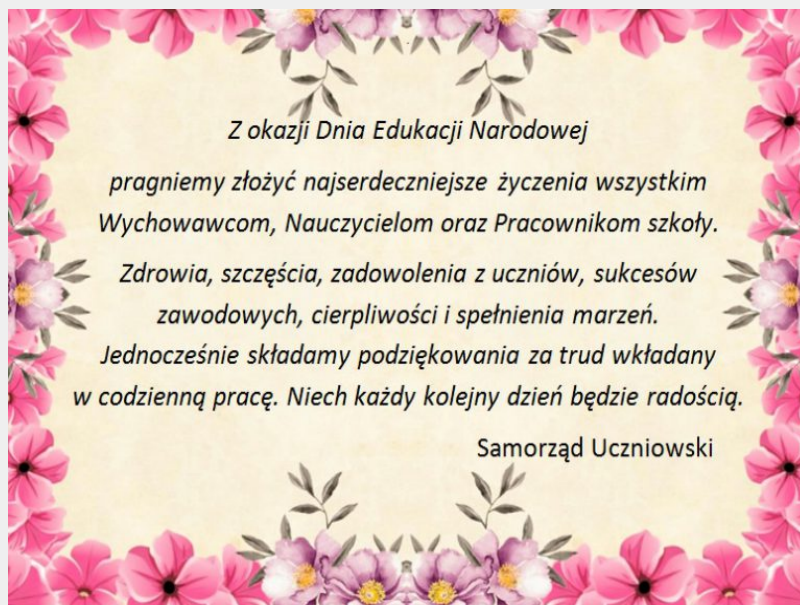 Z okazji Dnia Edukacji Narodowej
pragniemy złożyć najserdeczniejsze życzenia wszystkim
Wychowawcom, Nauczycielom oraz Pracownikom szkoły.
Zdrowia, szczęścia, zadowolenia z uczniów, sukcesów
zawodowych, cierpliwości i spełnienia marzeń.
Jednocześnie składamy podziękowania za trud wkładany
w codzienną pracę. Niech każdy kolejny dzień będzie radością.
Samorząd Uczniowski